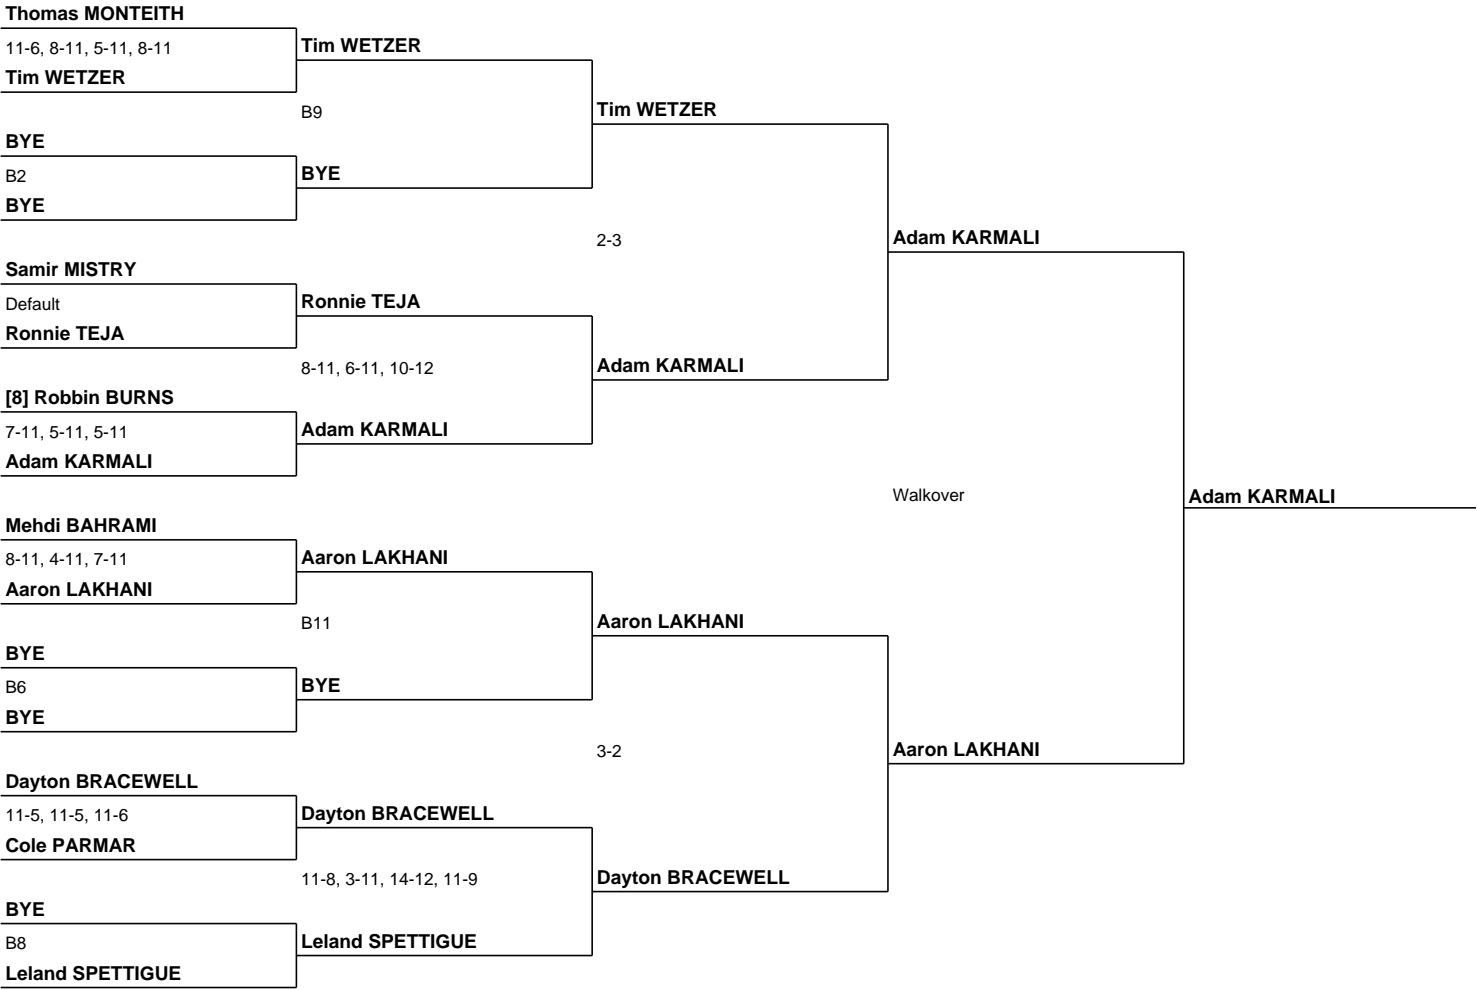 Thomas MONTEITH
11-6, 8-11, 5-11, 8-11
Tim WETZER
BYE
B2
BYE
Samir MISTRY
Default
Ronnie TEJA
[8] Robbin BURNS
7-11, 5-11, 5-11
Adam KARMALI
Mehdi BAHRAMI
8-11, 4-11, 7-11
Aaron LAKHANI
BYE
B6
BYE
Dayton BRACEWELL
11-5, 11-5, 11-6
Cole PARMAR
BYE
B8
Leland SPETTIGUE
Tim WETZER
B9
BYE
Ronnie TEJA
8-11, 6-11, 10-12
Adam KARMALI
Aaron LAKHANI
B11
BYE
Dayton BRACEWELL
11-8, 3-11, 14-12, 11-9
Leland SPETTIGUE
Tim WETZER
2-3
Adam KARMALI
Aaron LAKHANI
3-2
Dayton BRACEWELL
Adam KARMALI
Walkover
Aaron LAKHANI
Adam KARMALI